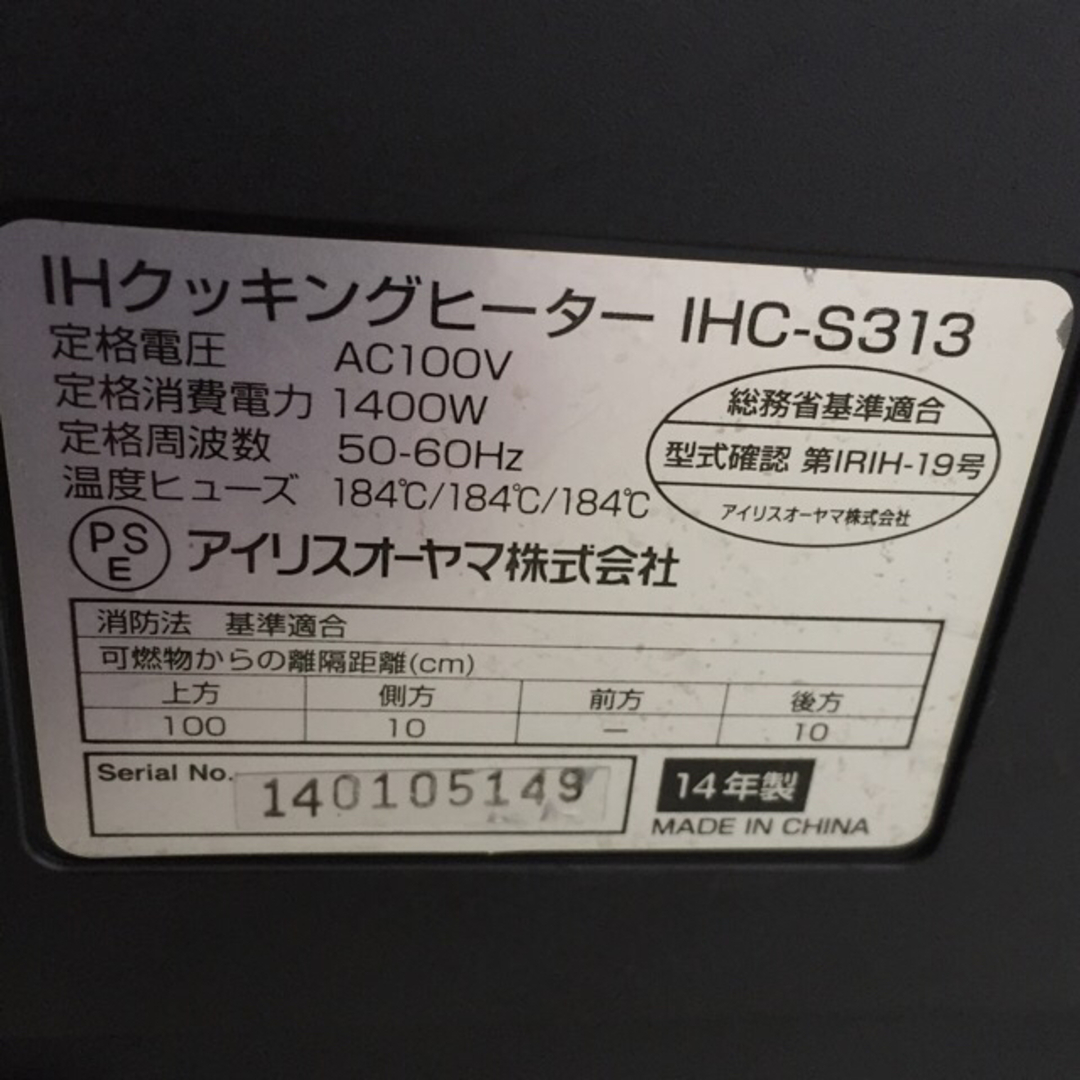 IHクッキングヒーター IHC-S313
定格電圧 AC100V
定格消費電力 1400W
定格周波数 50-60Hz
温度ヒューズ 184℃/184℃/184℃
総務省基準適合
型式確認 第IRIH-19号
アイリスオーヤマ株式会社
PS
E
アイリスオーヤマ株式会社
消防法 基準適合
可燃物からの離隔距離(cm)
上方 側方 前方 後方
100 10 — 10
Serial No. 140105149
14年製
MADE IN CHINA